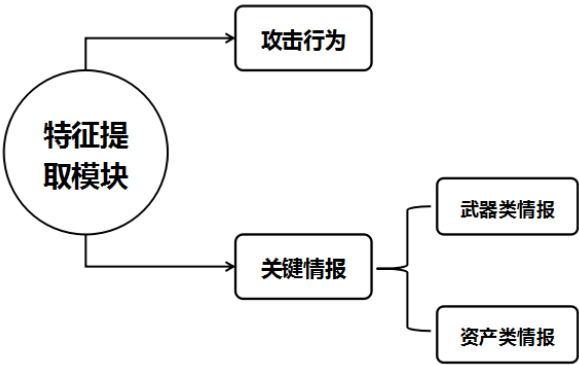 攻击行为
特征提
取模块
武器类情报
关键情报
资产类情报